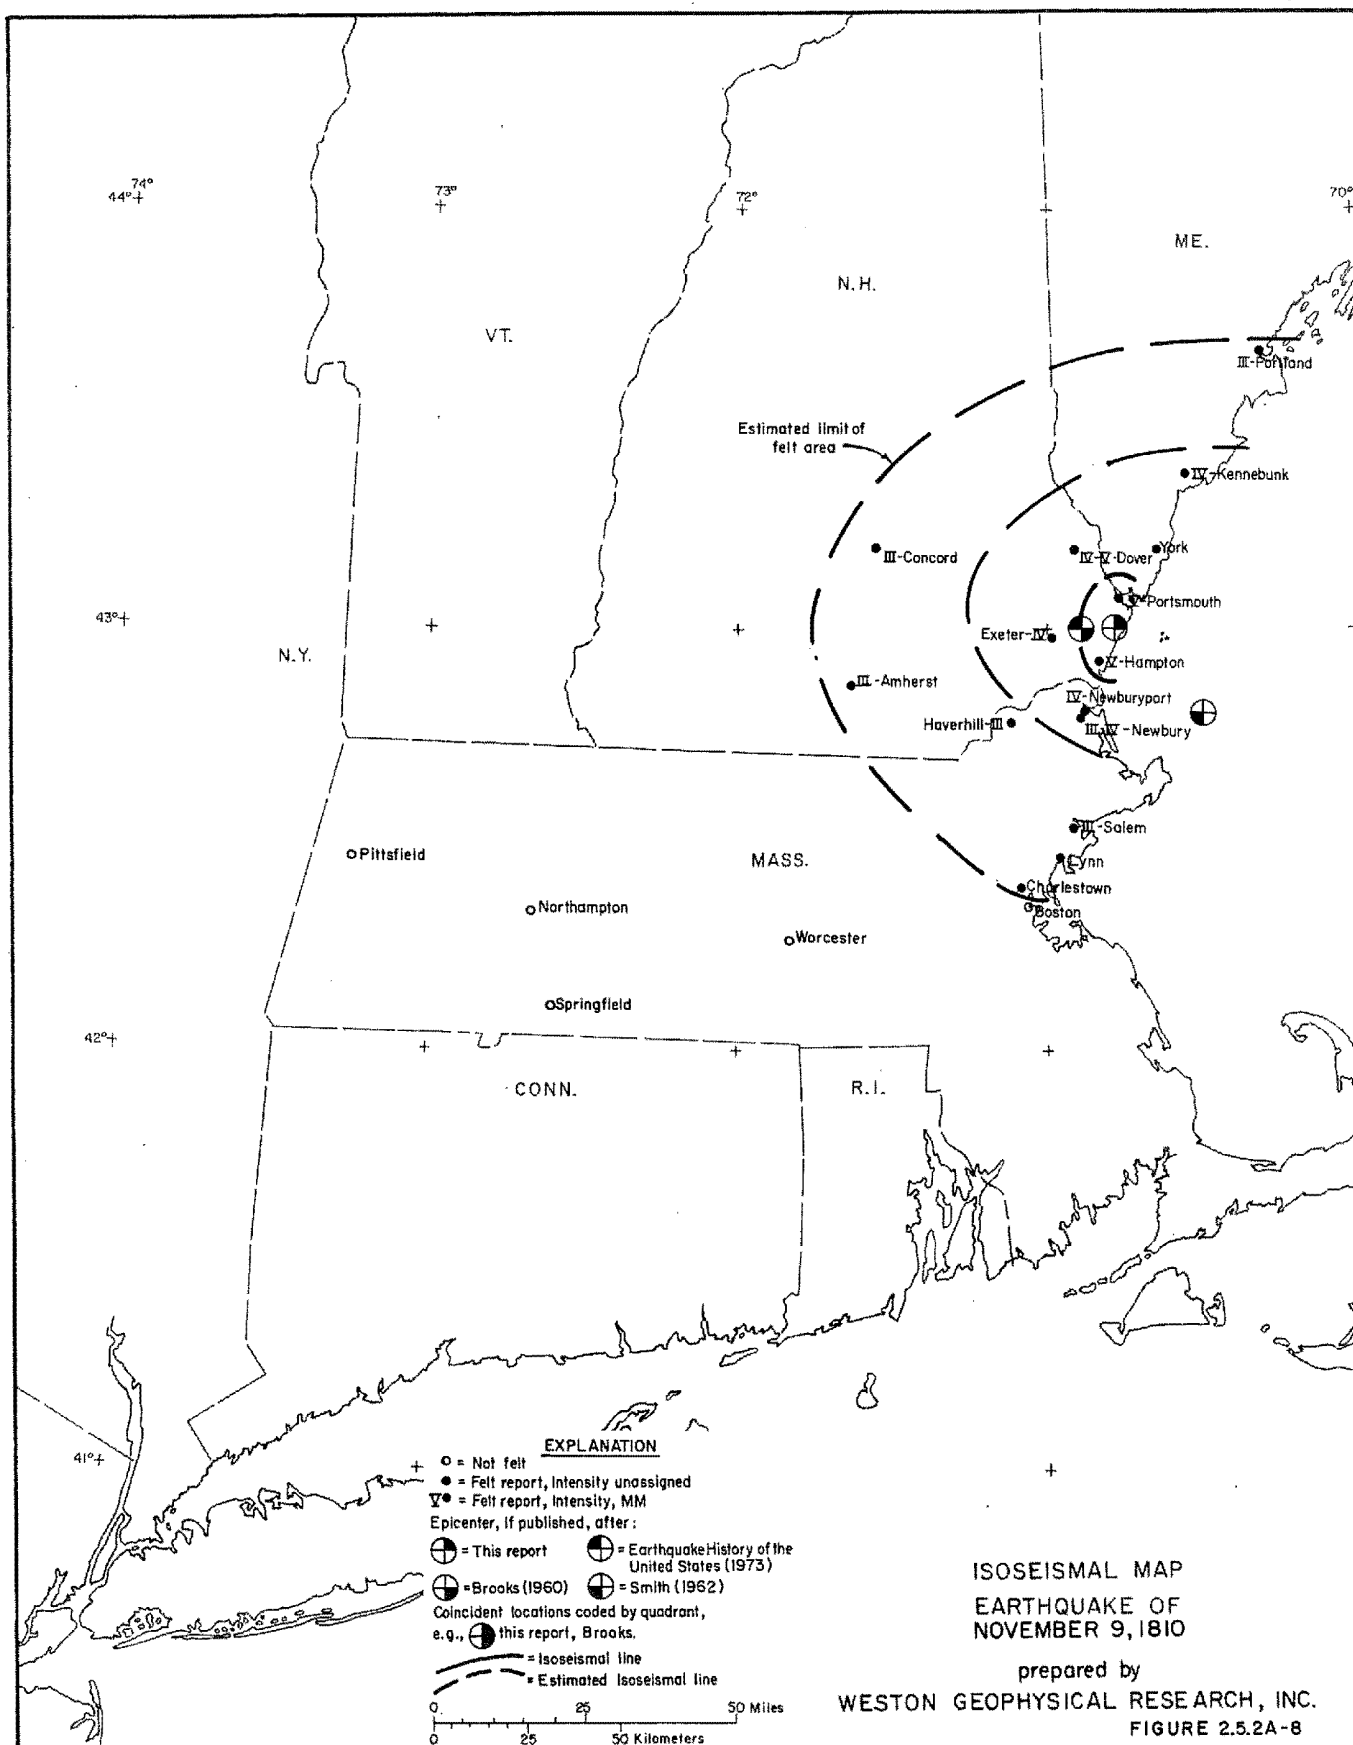 74°
44°
73°
72°
70°
ME.
N.H.
VT.
III-Portland
Estimated limit of
felt area
IV-Kennebunk
III-Concord
IV-V-Dover
York
V-Portsmouth
43°
Exeter-IV
N.Y.
V-Hampton
III-Amherst
IV-Newburyport
Haverhill-III
III-IV-Newbury
III-Salem
Pittsfield
MASS.
Lynn
Charlestown
Northampton
Boston
Worcester
Springfield
42°
CONN.
R.I.
41°
EXPLANATION
= Not felt
= Felt report, Intensity unassigned
V = Felt report, Intensity, MM
Epicenter, if published, after:
= This report
= Earthquake History of the
United States (1973)
= Brooks (1960)
= Smith (1962)
Coincident locations coded by quadrant,
e.g., this report, Brooks.
= Isoseismal line
= Estimated Isoseismal line
0 25 50 Miles
0 25 50 Kilometers
ISOSEISMAL MAP
EARTHQUAKE OF
NOVEMBER 9, 1810
prepared by
WESTON GEOPHYSICAL RESEARCH, INC.
FIGURE 2.5.2A-8